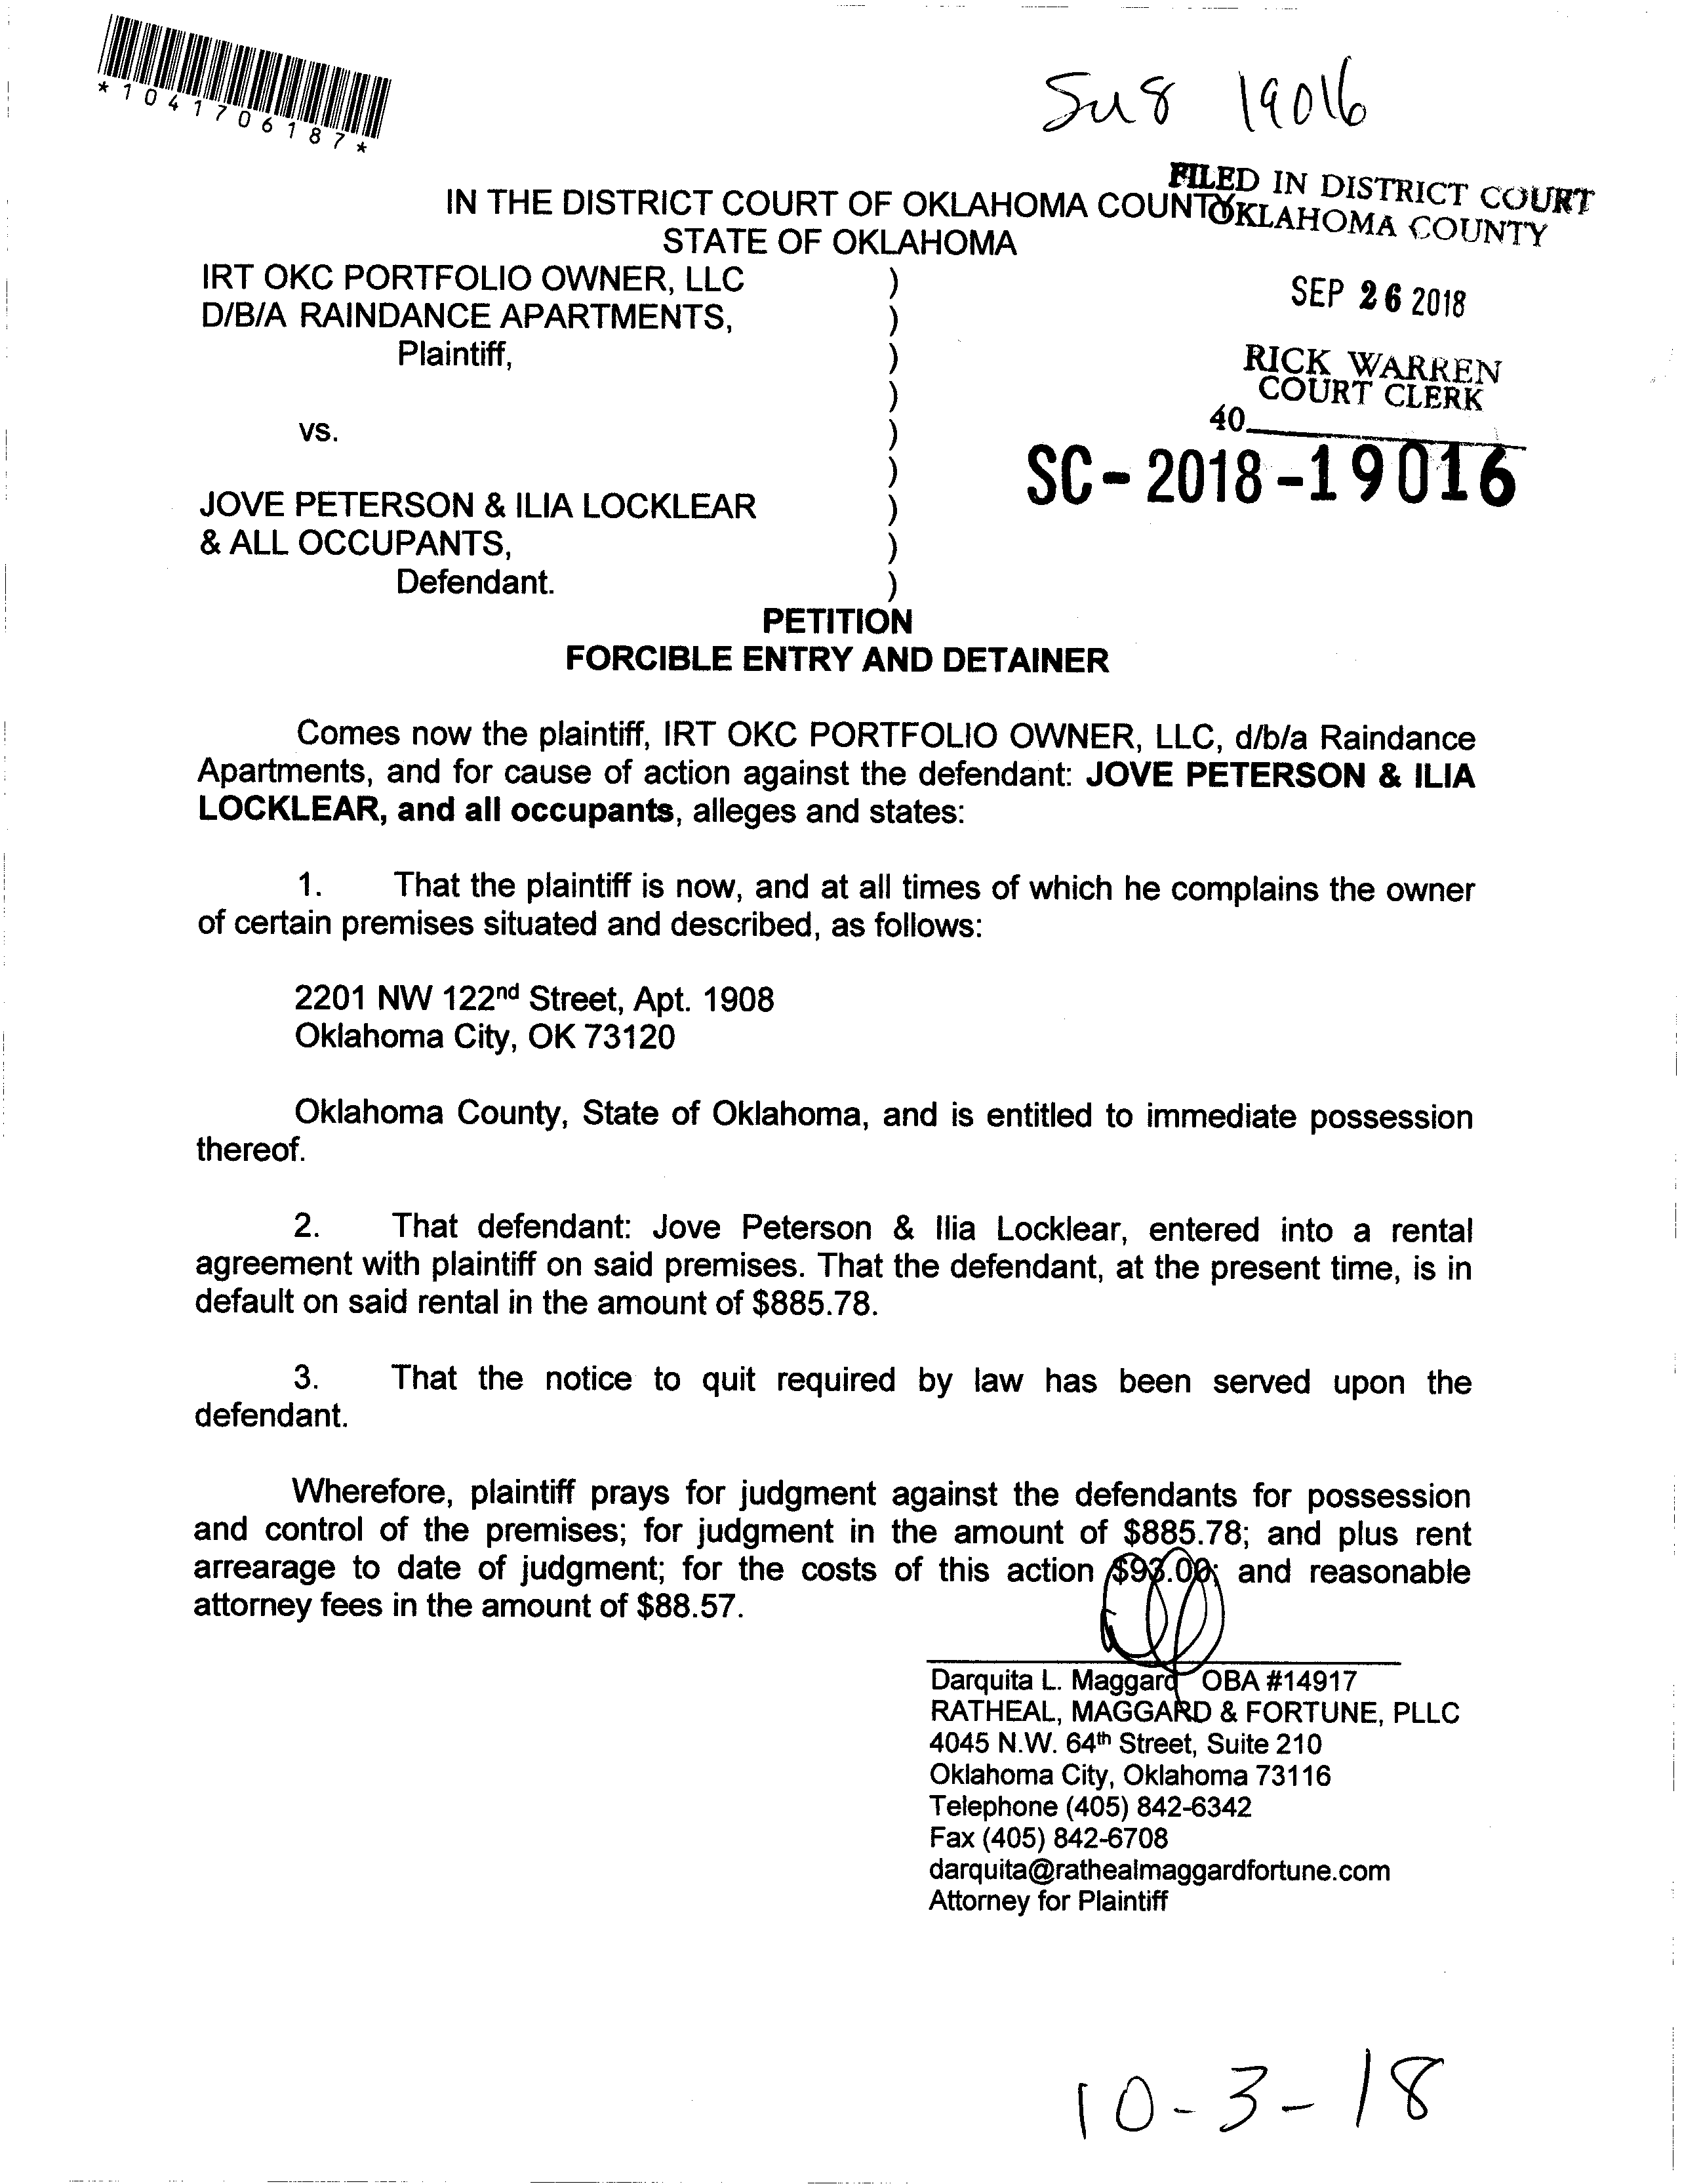 *1041706187*
Su8 19016
FILED IN DISTRICT COURT
OKLAHOMA COUNTY
IN THE DISTRICT COURT OF OKLAHOMA COUNTY
STATE OF OKLAHOMA
SEP 26 2018
RICK WARREN
COURT CLERK
40
SC-2018-19016
IRT OKC PORTFOLIO OWNER, LLC )
D/B/A RAINDANCE APARTMENTS, )
Plaintiff, )
)
vs. )
)
JOVE PETERSON & ILIA LOCKLEAR )
& ALL OCCUPANTS, )
Defendant. )
PETITION
FORCIBLE ENTRY AND DETAINER
Comes now the plaintiff, IRT OKC PORTFOLIO OWNER, LLC, d/b/a Raindance
Apartments, and for cause of action against the defendant: JOVE PETERSON & ILIA
LOCKLEAR, and all occupants, alleges and states:
1. That the plaintiff is now, and at all times of which he complains the owner
of certain premises situated and described, as follows:
2201 NW 122nd Street, Apt. 1908
Oklahoma City, OK 73120
Oklahoma County, State of Oklahoma, and is entitled to immediate possession
thereof.
2. That defendant: Jove Peterson & Ilia Locklear, entered into a rental
agreement with plaintiff on said premises. That the defendant, at the present time, is in
default on said rental in the amount of $885.78.
3. That the notice to quit required by law has been served upon the
defendant.
Wherefore, plaintiff prays for judgment against the defendants for possession
and control of the premises; for judgment in the amount of $885.78; and plus rent
arrearage to date of judgment; for the costs of this action $93.00; and reasonable
attorney fees in the amount of $88.57.
Darquita L. Maggard OBA #14917
RATHEAL, MAGGARD & FORTUNE, PLLC
4045 N.W. 64th Street, Suite 210
Oklahoma City, Oklahoma 73116
Telephone (405) 842-6342
Fax (405) 842-6708
darquita@rathealmaggardfortune.com
Attorney for Plaintiff
10-3-18